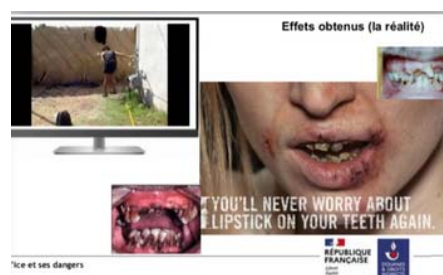 Effets obtenus (la réalité)
YOU'LL NEVER WORRY ABOUT
LIPSTICK ON YOUR TEETH AGAIN.
'ice et ses dangers
RÉPUBLIQUE
FRANÇAISE